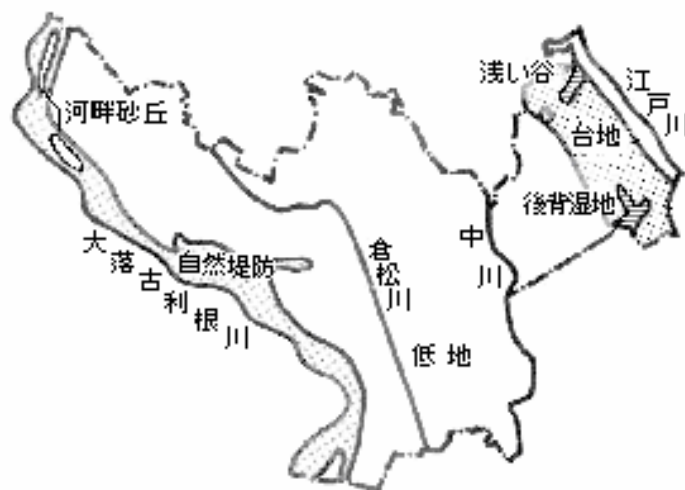 浅い谷
江戸川
河畔砂丘
台地
後背湿地
大落古利根川
自然堤防
倉松川
中川
低地